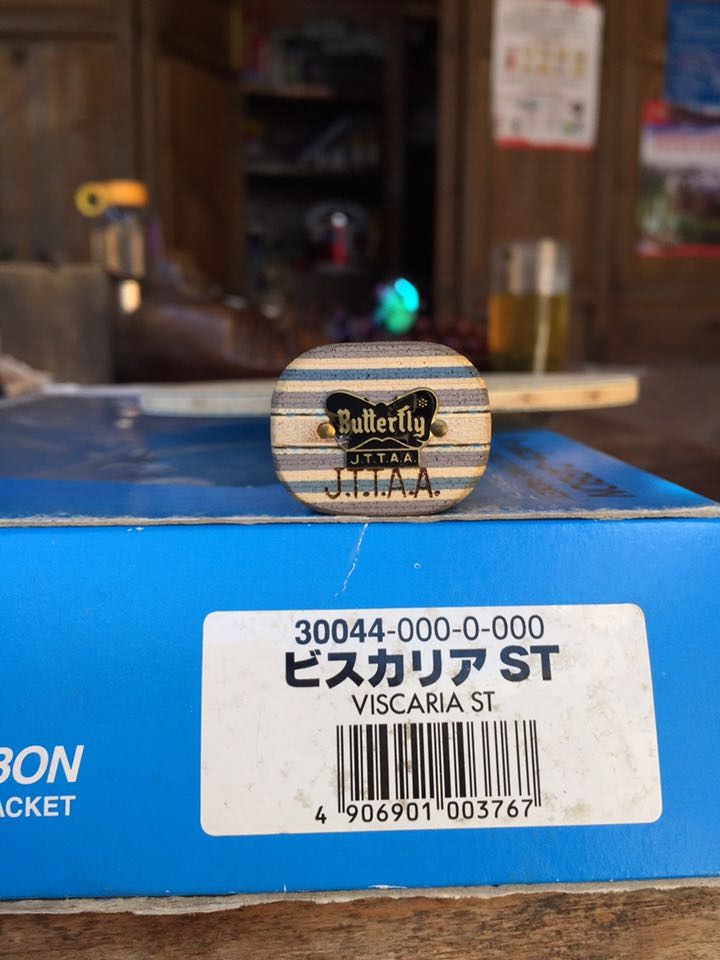 Butterfly
J.T.T.A.A.
J.T.T.A.A.
30044-000-0-000
ビスカリア ST
VISCARIA ST
4 906901 003767
BON
ACKET